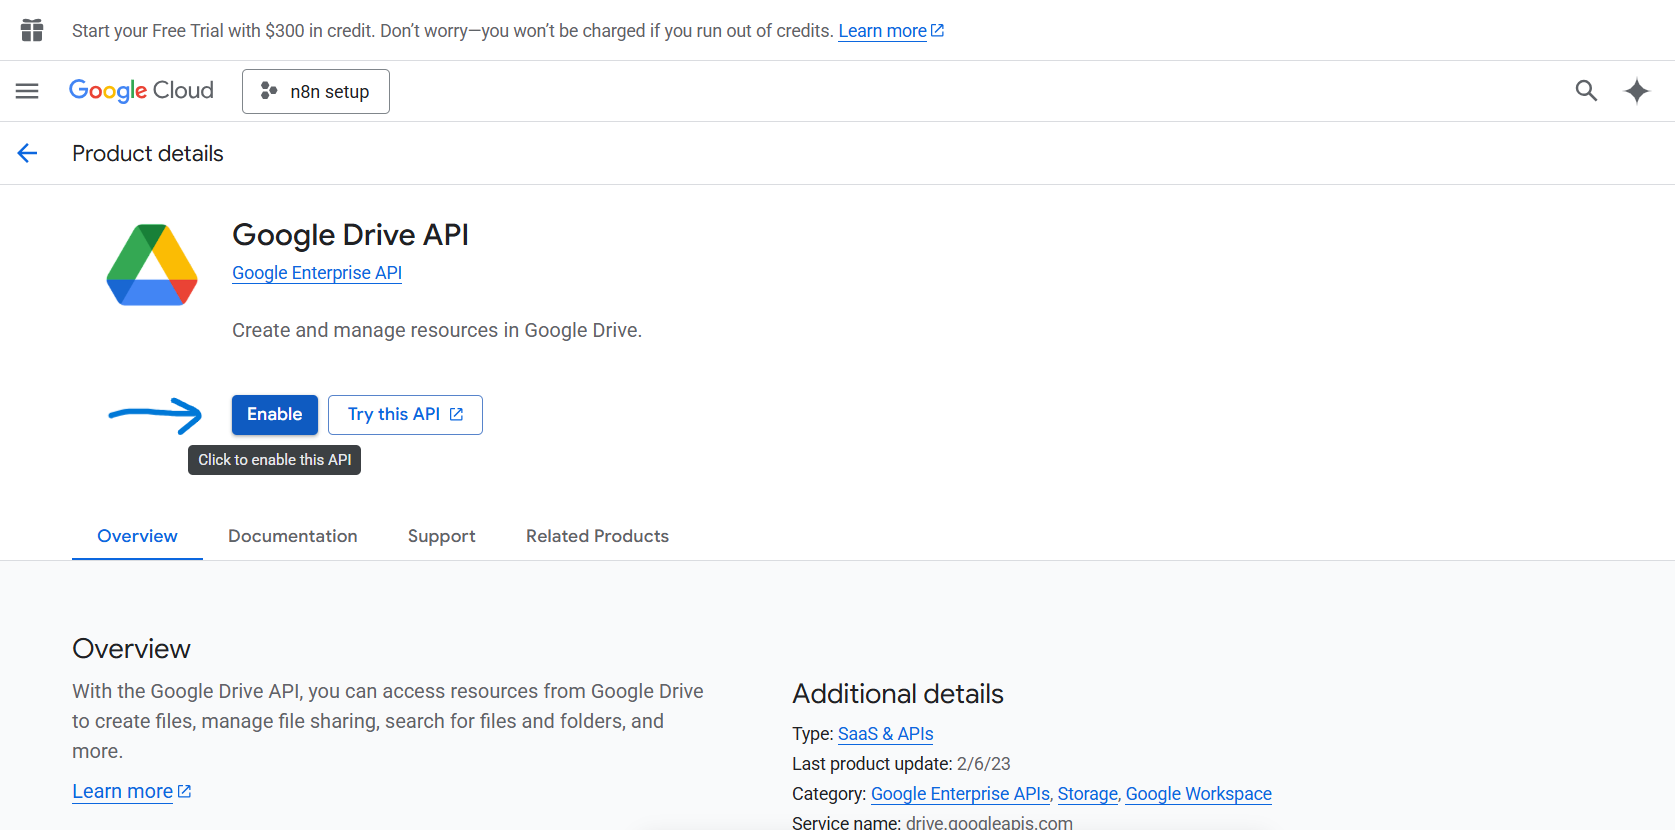 Start your Free Trial with $300 in credit. Don’t worry—you won’t be charged if you run out of credits. Learn more
Google Cloud
n8n setup
Product details
Google Drive API
Google Enterprise API
Create and manage resources in Google Drive.
Enable
Try this API
Click to enable this API
Overview
Documentation
Support
Related Products
Overview
With the Google Drive API, you can access resources from Google Drive
to create files, manage file sharing, search for files and folders, and
more.
Learn more
Additional details
Type: SaaS & APIs
Last product update: 2/6/23
Category: Google Enterprise APIs, Storage, Google Workspace
Service name: drive.googleapis.com